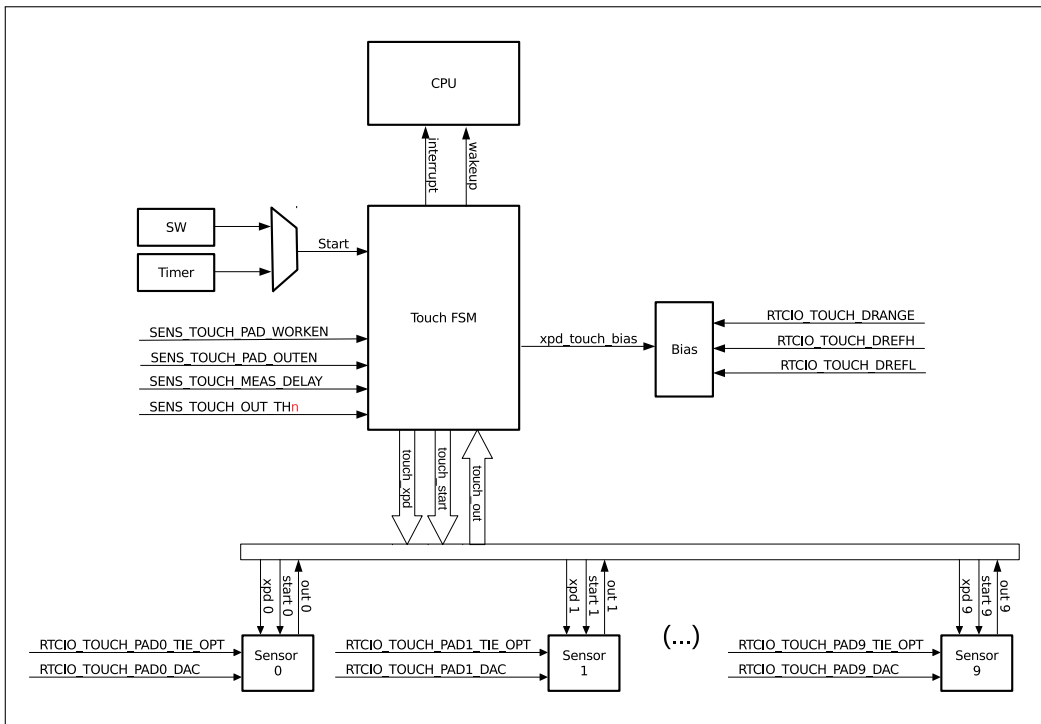 CPU
interrupt
wakeup
SW
Timer
Start
Touch FSM
SENS_TOUCH_PAD_WORKEN
SENS_TOUCH_PAD_OUTEN
SENS_TOUCH_MEAS_DELAY
SENS_TOUCH_OUT_THn
xpd_touch_bias
Bias
RTCIO_TOUCH_DRANGE
RTCIO_TOUCH_DREFH
RTCIO_TOUCH_DREFL
touch_xpd
touch_start
touch_out
xpd 0
start 0
out 0
xpd 1
start 1
out 1
xpd 9
start 9
out 9
RTCIO_TOUCH_PAD0_TIE_OPT
RTCIO_TOUCH_PAD0_DAC
Sensor
0
RTCIO_TOUCH_PAD1_TIE_OPT
RTCIO_TOUCH_PAD1_DAC
Sensor
1
(...)
RTCIO_TOUCH_PAD9_TIE_OPT
RTCIO_TOUCH_PAD9_DAC
Sensor
9